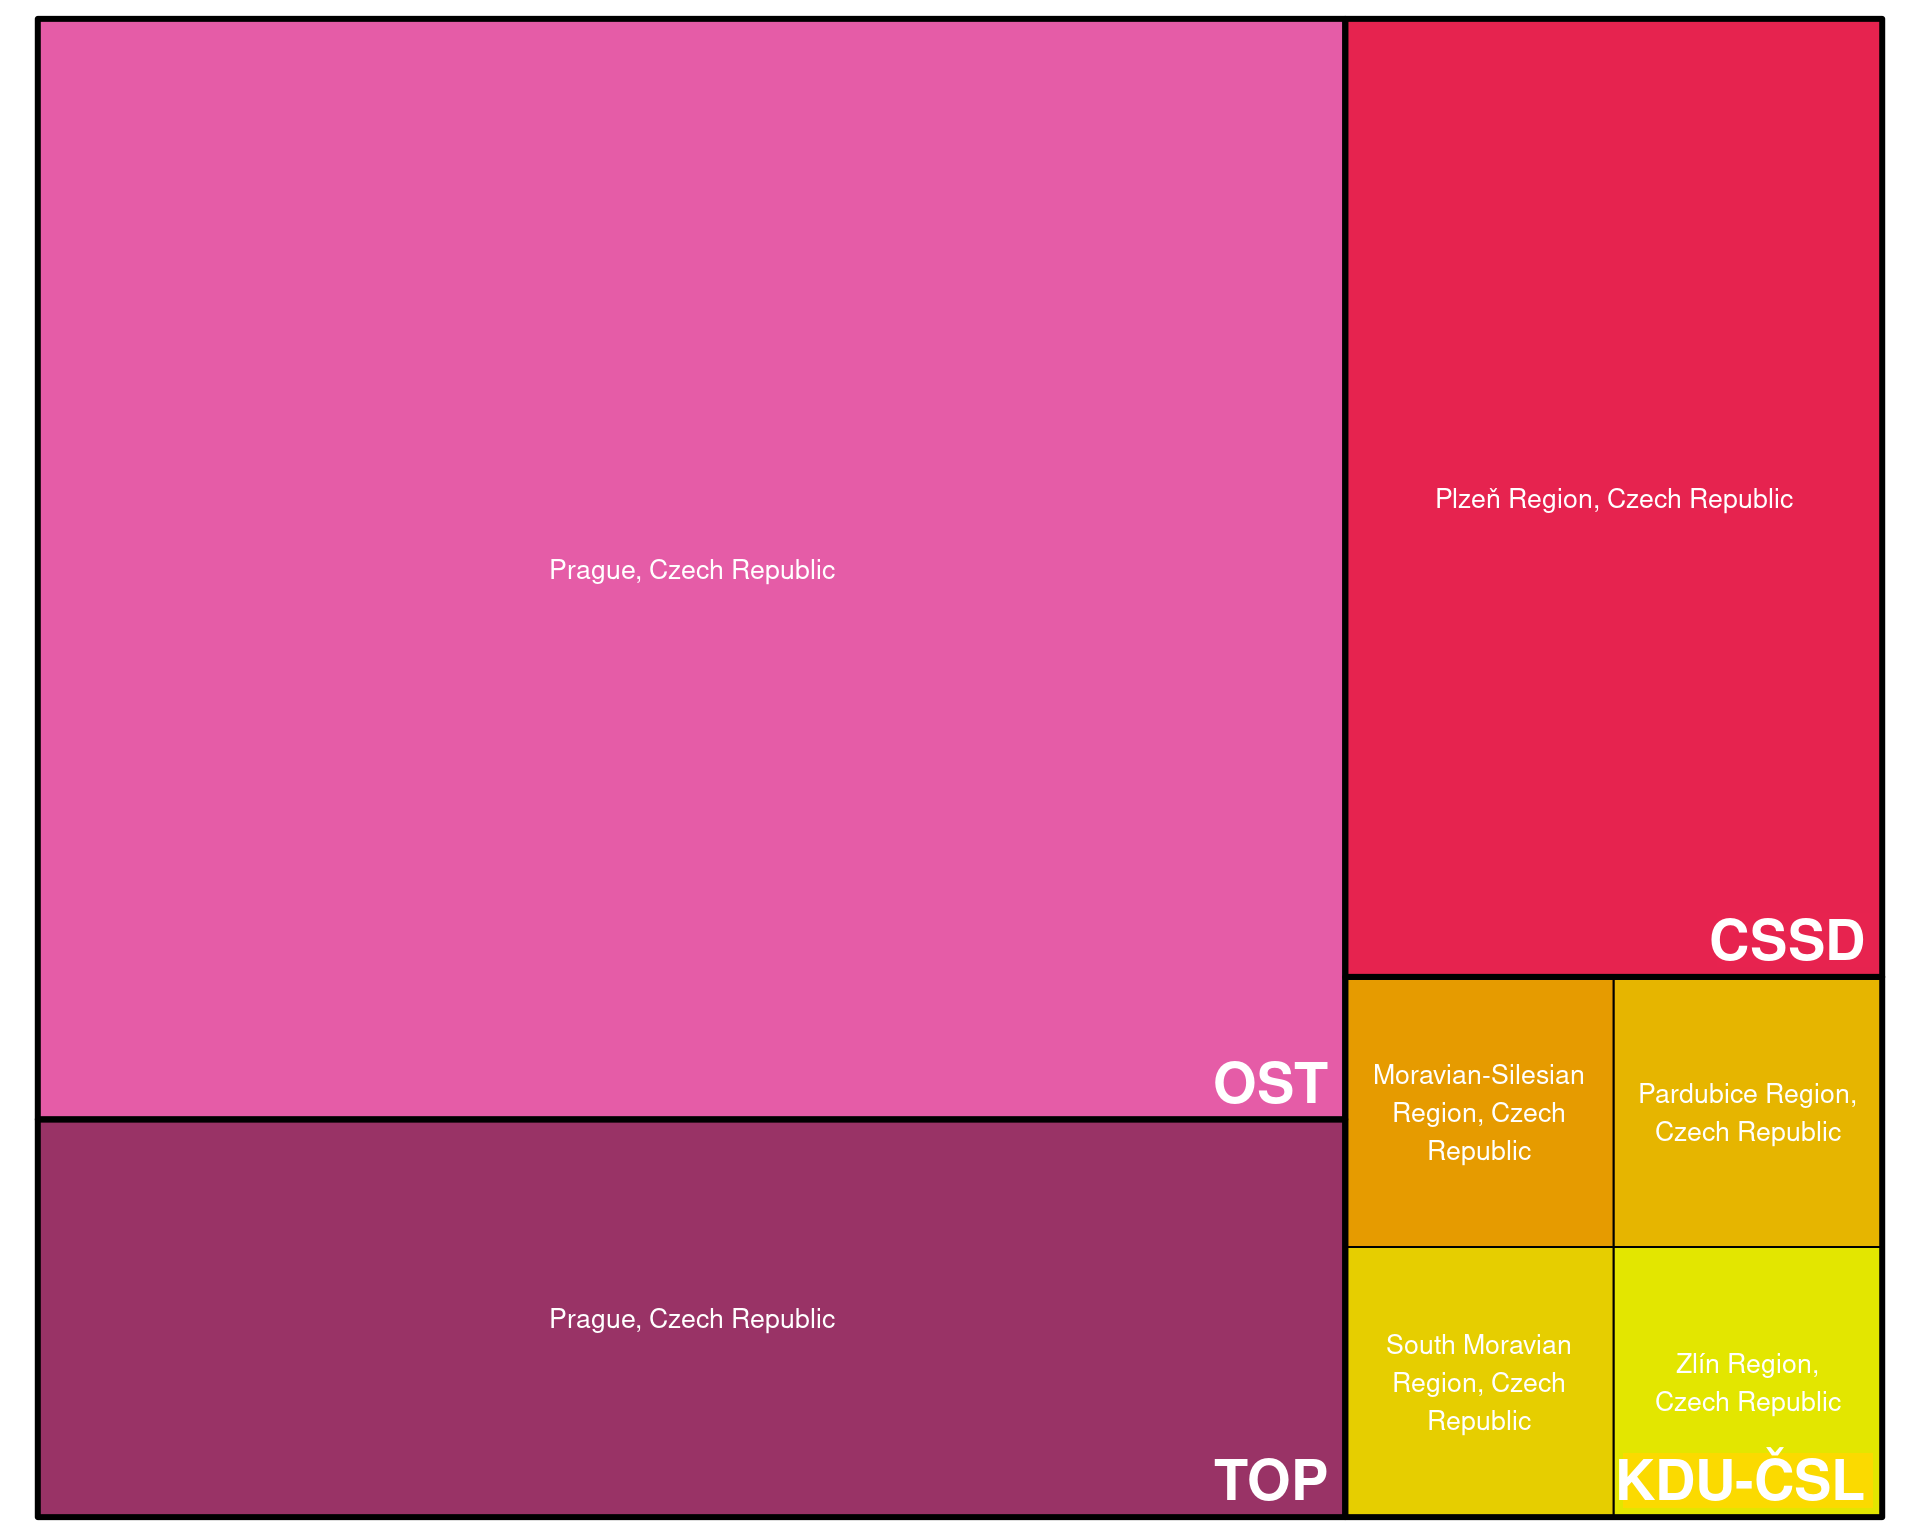 Prague, Czech Republic
OST
Prague, Czech Republic
TOP
Plzeň Region, Czech Republic
CSSD
Moravian-Silesian
Region, Czech
Republic
Pardubice Region,
Czech Republic
South Moravian
Region, Czech
Republic
Zlín Region,
Czech Republic
KDU-ČSL